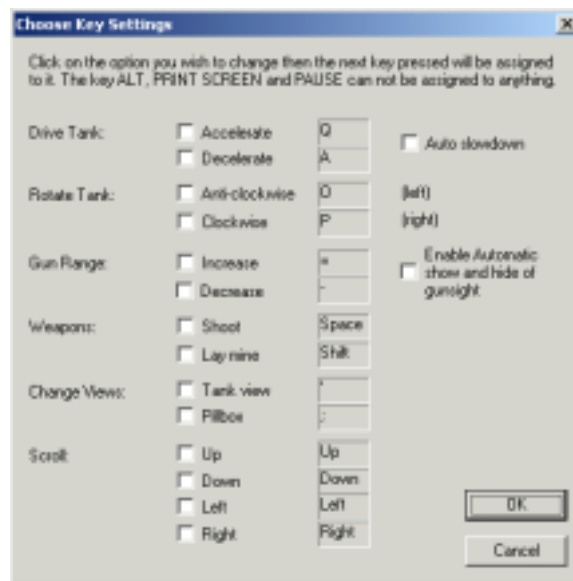 Choose Key Settings
Click on the option you wish to change then the next key pressed will be assigned
to it. The key ALT, PRINT SCREEN and PAUSE can not be assigned to anything.
Drive Tank: Accelerate Q
Decelerate A
Auto slowdown
Rotate Tank: Anti-clockwise O (left)
Clockwise P (right)
Gun Range: Increase =
Decrease -
Enable Automatic
show and hide of
gunsight
Weapons: Shoot Space
Lay mine Shift
Change Views: Tank view '
Pillbox ;
Scroll: Up Up
Down Down
Left Left
Right Right
OK
Cancel